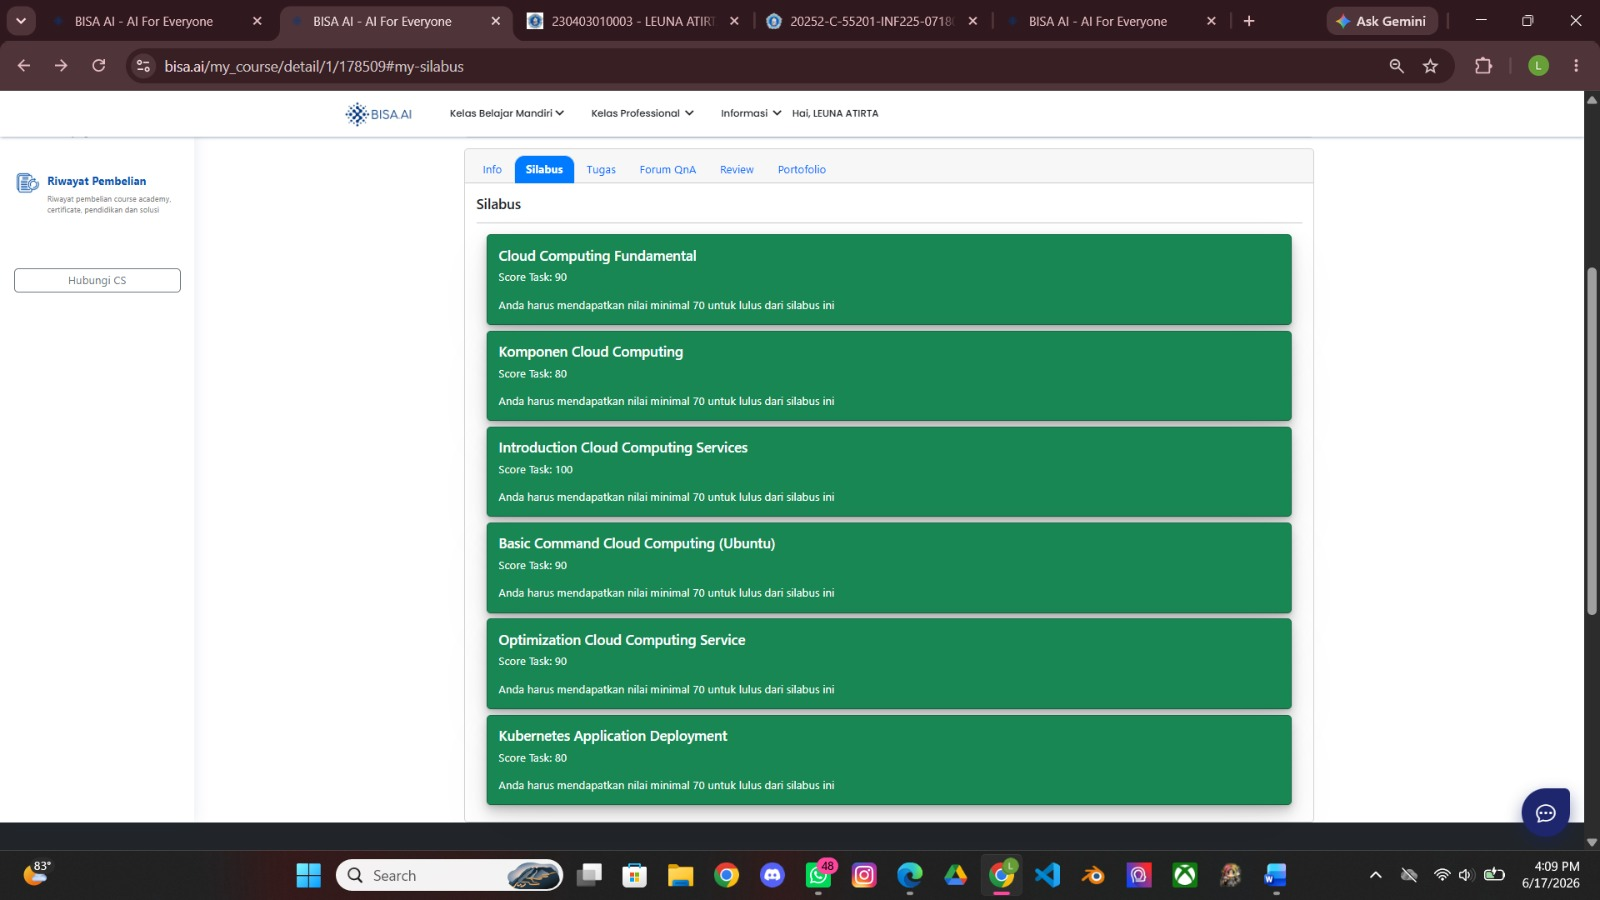 BISA AI - AI For Everyone
BISA AI - AI For Everyone
230403010003 - LEUNA ATIRT
20252-C-55201-INF225-0718
BISA AI - AI For Everyone
Ask Gemini
bisa.ai/my_course/detail/1/178509#my-silabus
L
BISA.AI
Kelas Belajar Mandiri
Kelas Professional
Informasi
Hai, LEUNA ATIRTA
Riwayat Pembelian
Riwayat pembelian course academy,
certificate, pendidikan dan solusi
Hubungi CS
Info
Silabus
Tugas
Forum QnA
Review
Portofolio
Silabus
Cloud Computing Fundamental
Score Task: 90
Anda harus mendapatkan nilai minimal 70 untuk lulus dari silabus ini
Komponen Cloud Computing
Score Task: 80
Anda harus mendapatkan nilai minimal 70 untuk lulus dari silabus ini
Introduction Cloud Computing Services
Score Task: 100
Anda harus mendapatkan nilai minimal 70 untuk lulus dari silabus ini
Basic Command Cloud Computing (Ubuntu)
Score Task: 90
Anda harus mendapatkan nilai minimal 70 untuk lulus dari silabus ini
Optimization Cloud Computing Service
Score Task: 90
Anda harus mendapatkan nilai minimal 70 untuk lulus dari silabus ini
Kubernetes Application Deployment
Score Task: 80
Anda harus mendapatkan nilai minimal 70 untuk lulus dari silabus ini
83°
Search
48
L
4:09 PM
6/17/2026